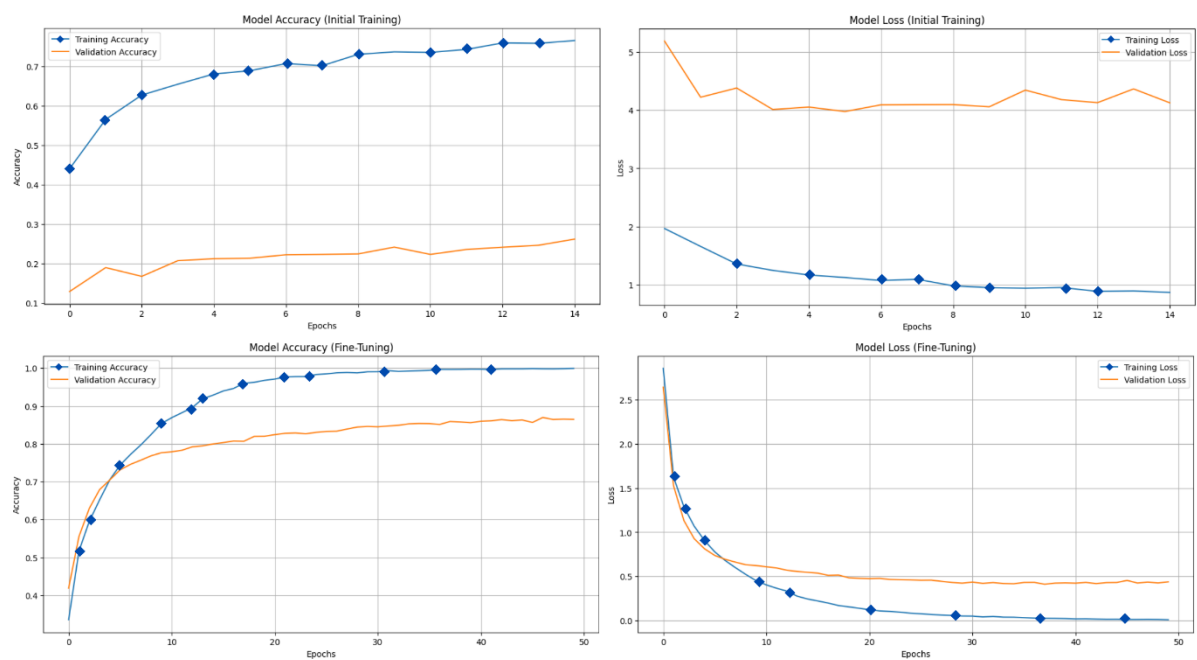 Model Accuracy (Initial Training)
Training Accuracy
Validation Accuracy
0.7
0.6
0.5
0.4
0.3
0.2
0.1
Accuracy
0 2 4 6 8 10 12 14
Epochs
Model Loss (Initial Training)
Training Loss
Validation Loss
5
4
3
2
1
Loss
0 2 4 6 8 10 12 14
Epochs
Model Accuracy (Fine-Tuning)
Training Accuracy
Validation Accuracy
1.0
0.9
0.8
0.7
0.6
0.5
0.4
Accuracy
0 10 20 30 40 50
Epochs
Model Loss (Fine-Tuning)
Training Loss
Validation Loss
2.5
2.0
1.5
1.0
0.5
0.0
Loss
0 10 20 30 40 50
Epochs